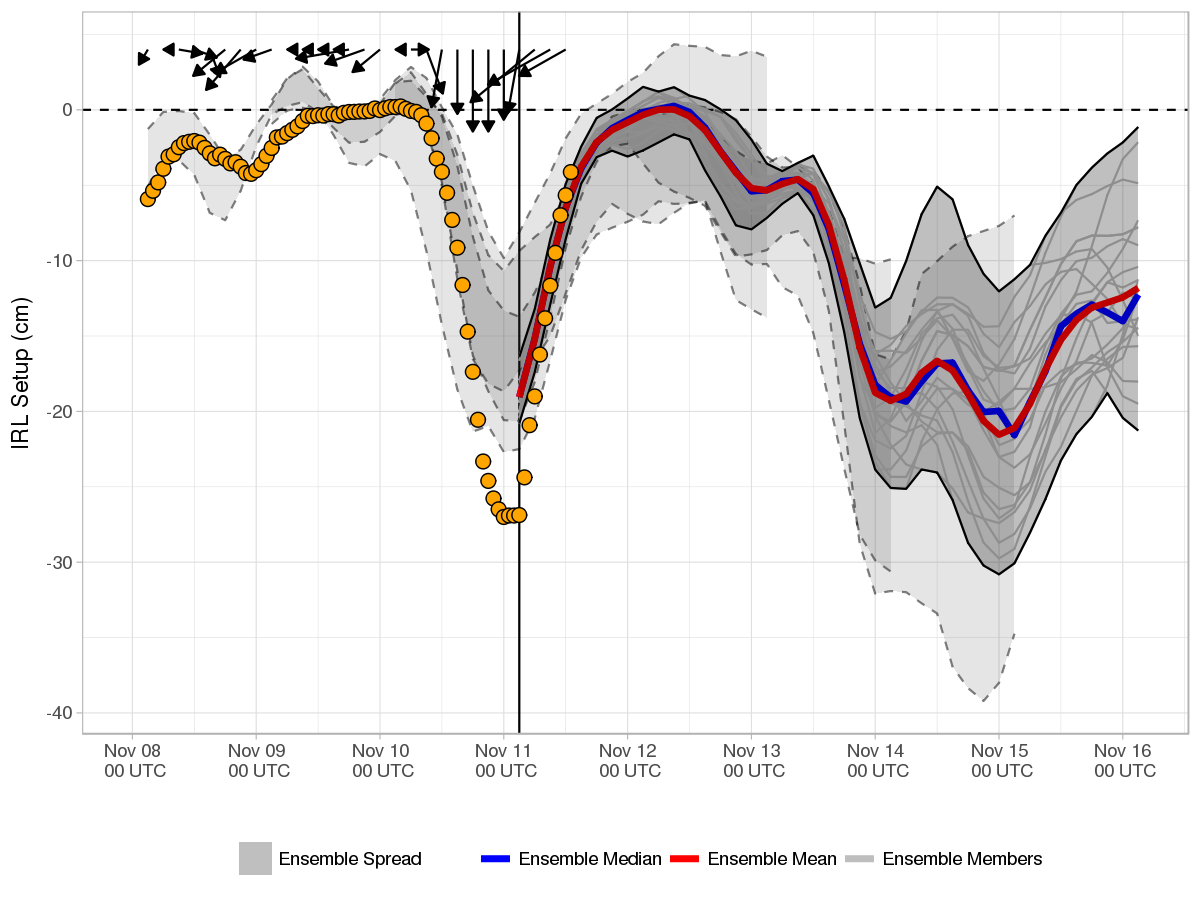 IRL Setup (cm)
0
-10
-20
-30
-40
Nov 08 Nov 09 Nov 10 Nov 11 Nov 12 Nov 13 Nov 14 Nov 15 Nov 16
00 UTC 00 UTC 00 UTC 00 UTC 00 UTC 00 UTC 00 UTC 00 UTC 00 UTC
Ensemble Spread Ensemble Median Ensemble Mean Ensemble Members